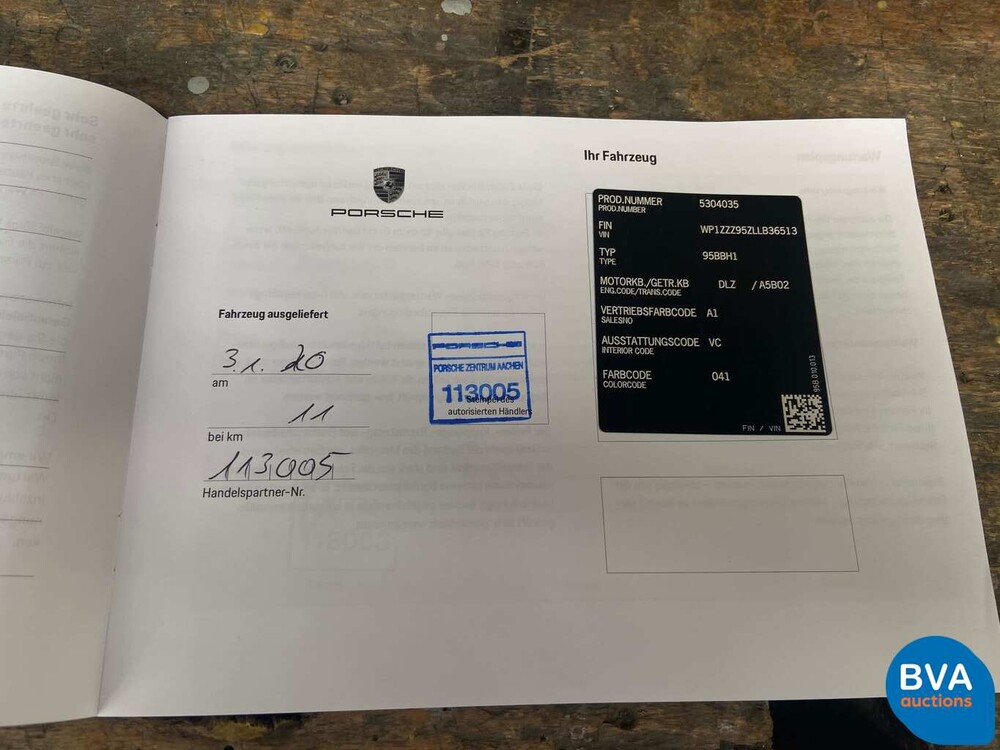 PORSCHE
Fahrzeug ausgeliefert
3.1.20
am
11
bei km
113005
Handelspartner-Nr.
PORSCHE
PORSCHE ZENTRUM AACHEN
113005
Stempel des
autorisierten Händlers
Ihr Fahrzeug
PROD.NUMMER 5304035
PROD.NUMBER
FIN WP1ZZZ95ZLLB36513
VIN
TYP 95BBH1
TYPE
MOTORKB./GETR.KB DLZ / A5B02
ENG.CODE/TRANS.CODE
VERTRIEBSFARBCODE A1
SALESNO
AUSSTATTUNGSCODE VC
INTERIOR CODE
FARBCODE 041
COLORCODE
95B.010.013
FIN / VIN
BVA
auctions